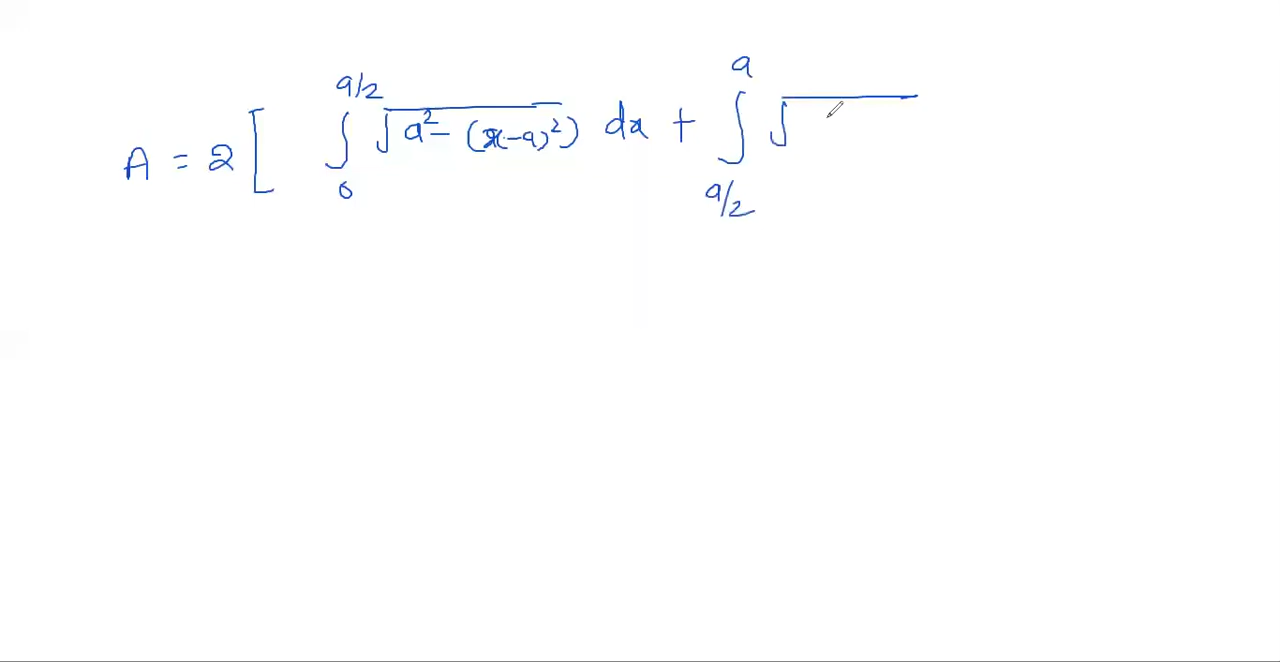 A = 2 [ ∫₀^{a/2} √(a² − (x−a)²) dx + ∫_{a/2}^{a} √